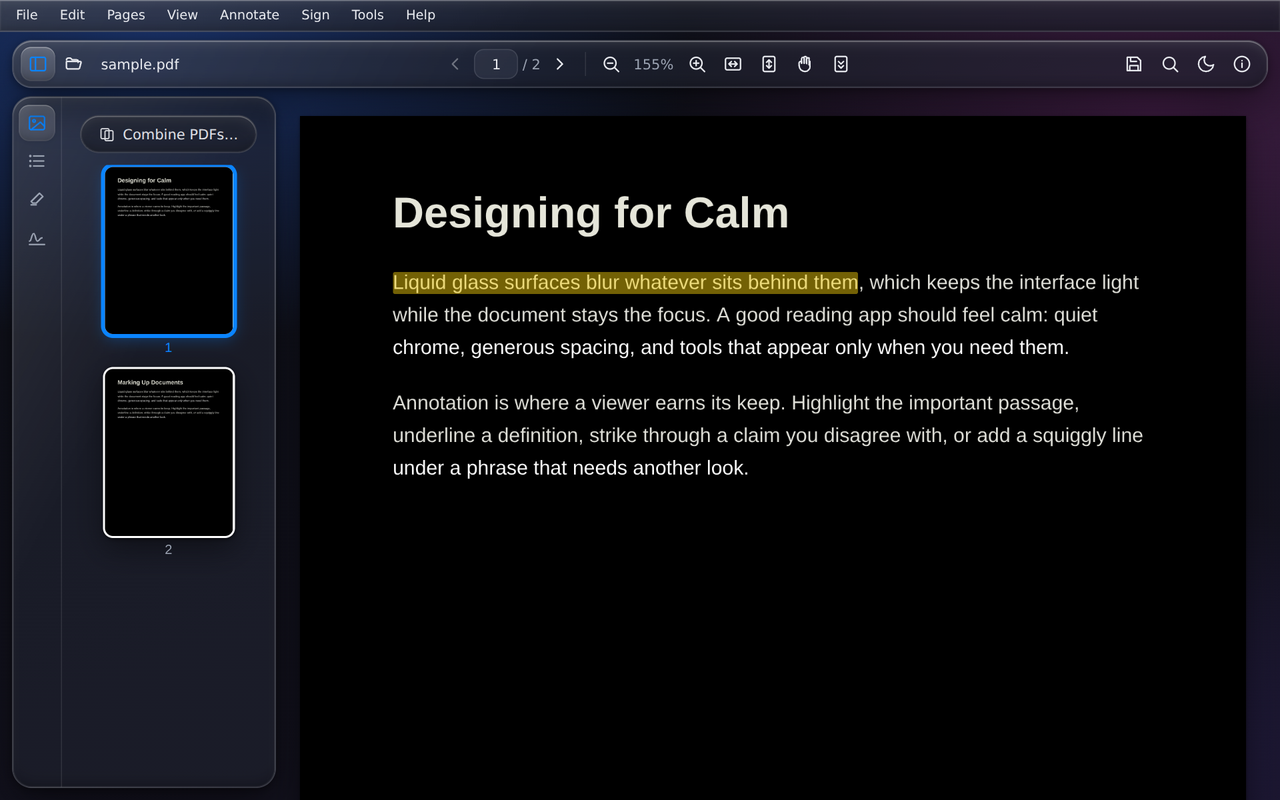 File Edit Pages View Annotate Sign Tools Help
sample.pdf 1 / 2 155%
Combine PDFs...
Designing for Calm
1
Marking Up Documents
2
Designing for Calm
Liquid glass surfaces blur whatever sits behind them, which keeps the interface light
while the document stays the focus. A good reading app should feel calm: quiet
chrome, generous spacing, and tools that appear only when you need them.
Annotation is where a viewer earns its keep. Highlight the important passage,
underline a definition, strike through a claim you disagree with, or add a squiggly line
under a phrase that needs another look.